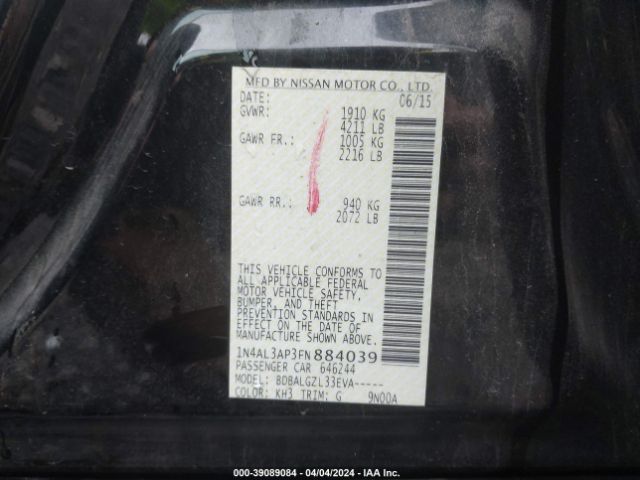 MFD BY NISSAN MOTOR CO., LTD.
DATE: 06/15
GVWR: 1910 KG
4211 LB
GAWR FR.: 1005 KG
2216 LB
GAWR RR.: 940 KG
2072 LB
THIS VEHICLE CONFORMS TO
ALL APPLICABLE FEDERAL
MOTOR VEHICLE SAFETY,
BUMPER, AND THEFT
PREVENTION STANDARDS IN
EFFECT ON THE DATE OF
MANUFACTURE SHOWN ABOVE.
1N4AL3AP3FN884039
PASSENGER CAR 646244
MODEL: BDBALGZL33EVA-----
COLOR: KH3 TRIM: G 9N00A
000-39089084 - 04/04/2024 - IAA Inc.